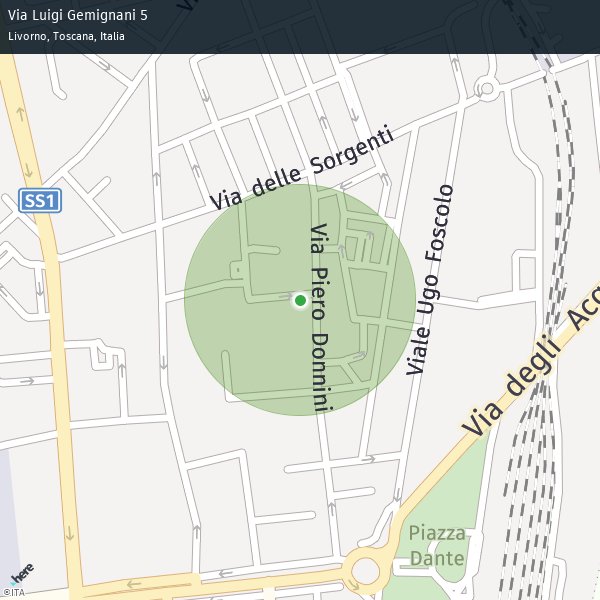 Via Luigi Gemignani 5
Livorno, Toscana, Italia
Via delle Sorgenti
SS1
Via Piero Donnini
Viale Ugo Foscolo
Via degli Acq
Piazza
Dante
here
©ITA